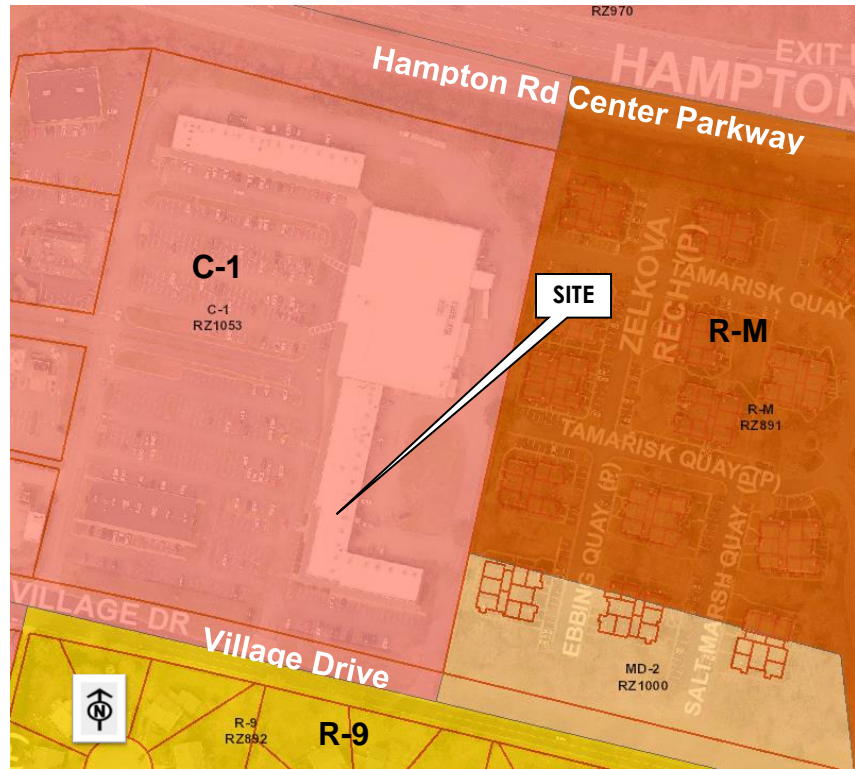 RZ970
EXIT
HAMPTON
Hampton Rd Center Parkway
C-1
C-1
RZ1053
SITE
ZELKOVA
RECH (P)
TAMARISK QUAY
R-M
R-M
RZ891
TAMARISK QUAY (P)
EBBING QUAY (P)
SALT MARSH QUAY (P)
VILLAGE DR
Village Drive
MD-2
RZ1000
R-9
RZ892
R-9
N